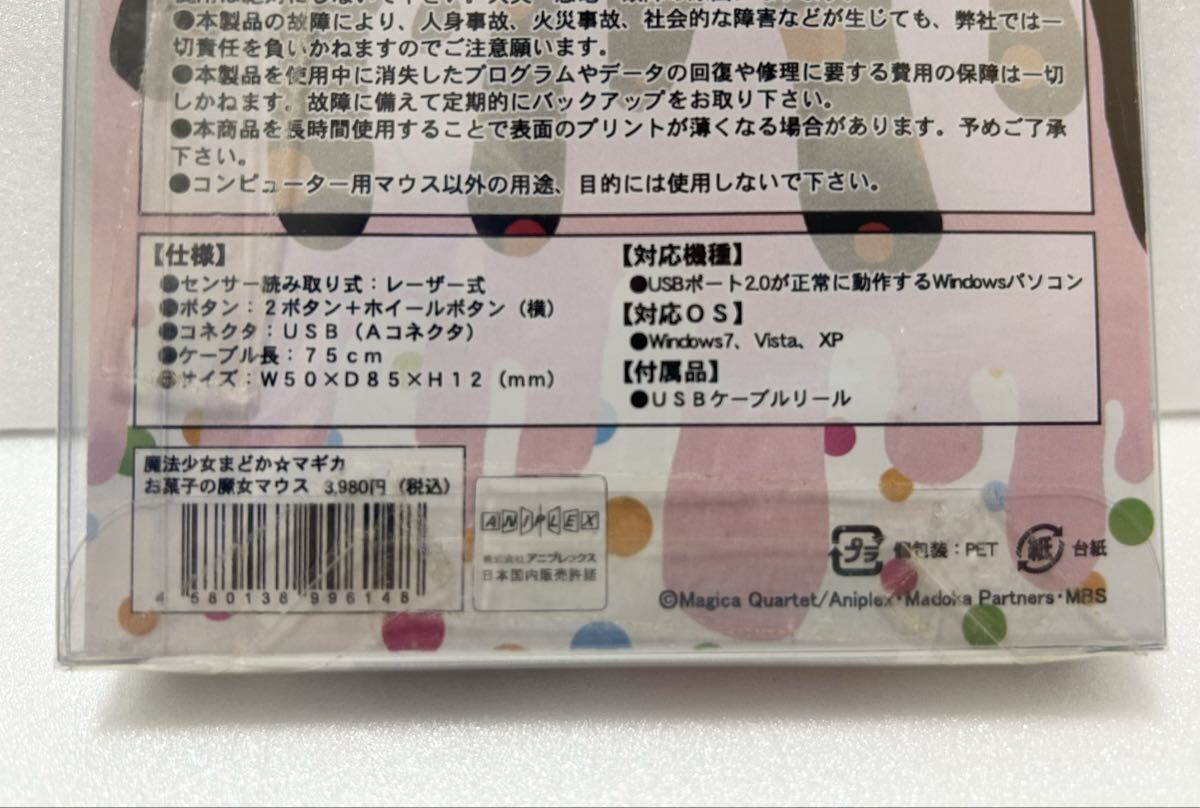 ●本製品の故障により、人身事故、火災事故、社会的な障害などが生じても、弊社では一
切責任を負いかねますのでご注意願います。
●本製品を使用中に消失したプログラムやデータの回復や修理に要する費用の保障は一切
しかねます。故障に備えて定期的にバックアップをお取り下さい。
●本商品を長時間使用することで表面のプリントが薄くなる場合があります。予めご了承
下さい。
●コンピューター用マウス以外の用途、目的には使用しないで下さい。
【仕様】
●センサー読み取り式：レーザー式
●ボタン：２ボタン＋ホイールボタン（横）
●コネクタ：ＵＳＢ（Ａコネクタ）
●ケーブル長：７５ｃｍ
●サイズ：Ｗ５０×Ｄ８５×Ｈ１２（ｍｍ）
【対応機種】
●USBポート2.0が正常に動作するWindowsパソコン
【対応ＯＳ】
●Windows7、Vista、XP
【付属品】
●ＵＳＢケーブルリール
魔法少女まどか☆マギカ
お菓子の魔女マウス 3,980円（税込）
4 580138 996148
ANIPLEX
株式会社アニプレックス
日本国内販売許諾
プラ 個包装：PET 紙 台紙
©Magica Quartet/Aniplex・Madoka Partners・MBS